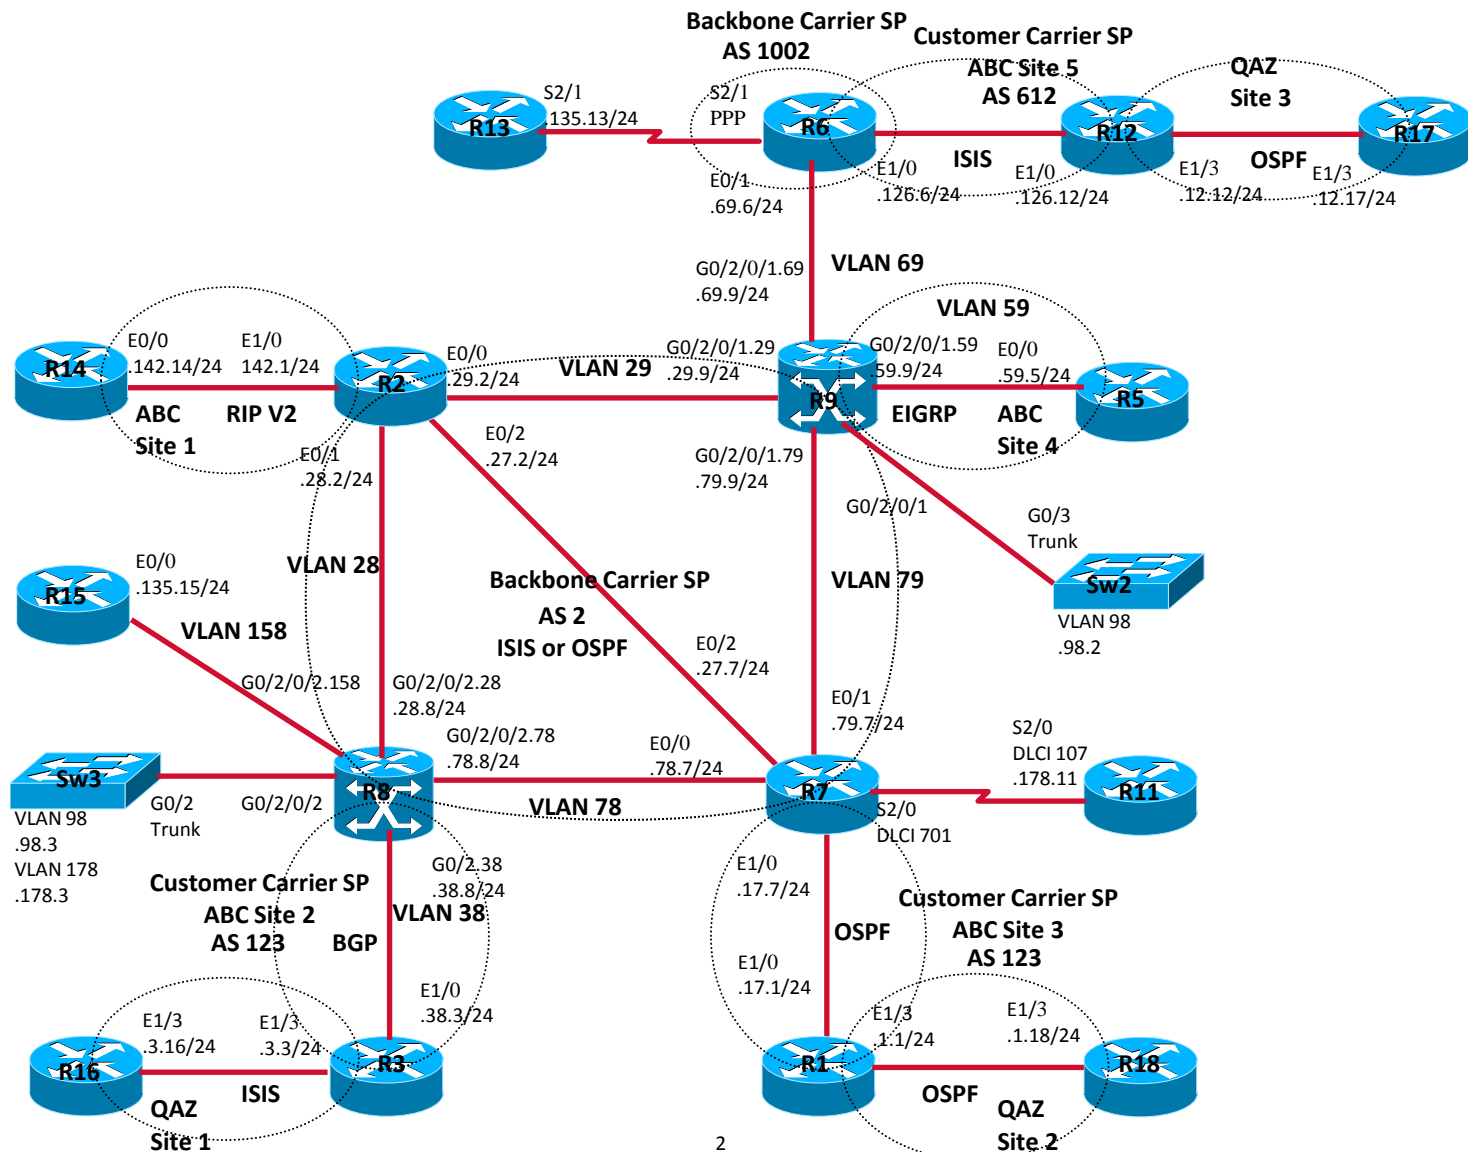 Backbone Carrier SP
AS 1002
Customer Carrier SP
ABC Site 5
AS 612
QAZ
Site 3
S2/1
.135.13/24
S2/1
PPP
R13
R6
R12
R17
ISIS
OSPF
E0/1
.69.6/24
E1/0
.126.6/24
E1/0
.126.12/24
E1/3
.12.12/24
E1/3
.12.17/24
G0/2/0/1.69
.69.9/24
VLAN 69
VLAN 59
E0/0
.142.14/24
E1/0
142.1/24
R14
R2
E0/0
.29.2/24
VLAN 29
G0/2/0/1.29
.29.9/24
G0/2/0/1.59
.59.9/24
E0/0
.59.5/24
R9
R5
ABC
Site 1
RIP V2
EIGRP
ABC
Site 4
E0/1
.28.2/24
E0/2
.27.2/24
G0/2/0/1.79
.79.9/24
G0/2/0/1
G0/3
Trunk
E0/0
.135.15/24
R15
VLAN 28
Backbone Carrier SP
AS 2
ISIS or OSPF
VLAN 79
Sw2
VLAN 98
.98.2
VLAN 158
E0/2
.27.7/24
G0/2/0/2.158
G0/2/0/2.28
.28.8/24
G0/2/0/2.78
.78.8/24
E0/0
.78.7/24
E0/1
.79.7/24
S2/0
DLCI 107
.178.11
Sw3
R8
R7
R11
G0/2
Trunk
G0/2/0/2
VLAN 78
S2/0
DLCI 701
VLAN 98
.98.3
VLAN 178
.178.3
G0/2.38
.38.8/24
E1/0
.17.7/24
Customer Carrier SP
ABC Site 2
AS 123
VLAN 38
BGP
OSPF
Customer Carrier SP
ABC Site 3
AS 123
E1/0
.17.1/24
E1/0
.38.3/24
E1/3
.3.16/24
E1/3
.3.3/24
E1/3
.1.1/24
E1/3
.1.18/24
R16
R3
R1
R18
ISIS
OSPF
QAZ
Site 1
QAZ
Site 2
2